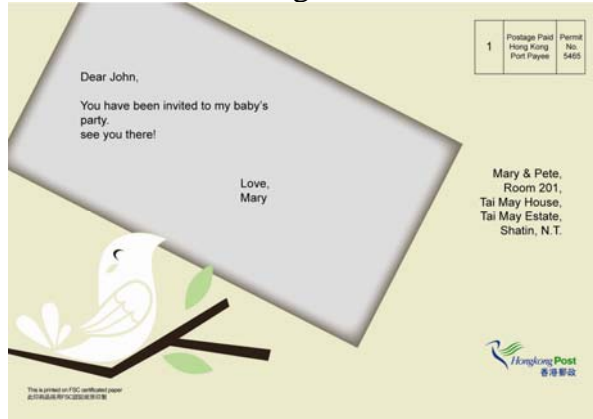 Dear John,
You have been invited to my baby's
party.
see you there!
Love,
Mary
1
Postage Paid
Hong Kong
Port Payee
Permit
No.
5465
Mary & Pete,
Room 201,
Tai May House,
Tai May Estate,
Shatin, N.T.
Hongkong Post
香港郵政
This is printed on FSC certificated paper